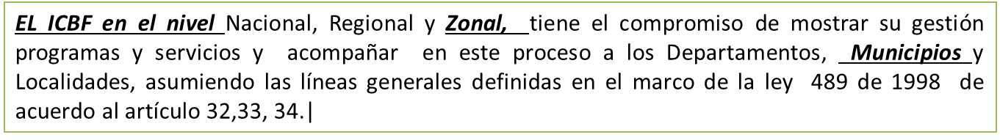 EL ICBF en el nivel Nacional, Regional y Zonal, tiene el compromiso de mostrar su gestión
programas y servicios y acompañar en este proceso a los Departamentos, Municipios y
Localidades, asumiendo las líneas generales definidas en el marco de la ley 489 de 1998 de
acuerdo al artículo 32,33, 34.